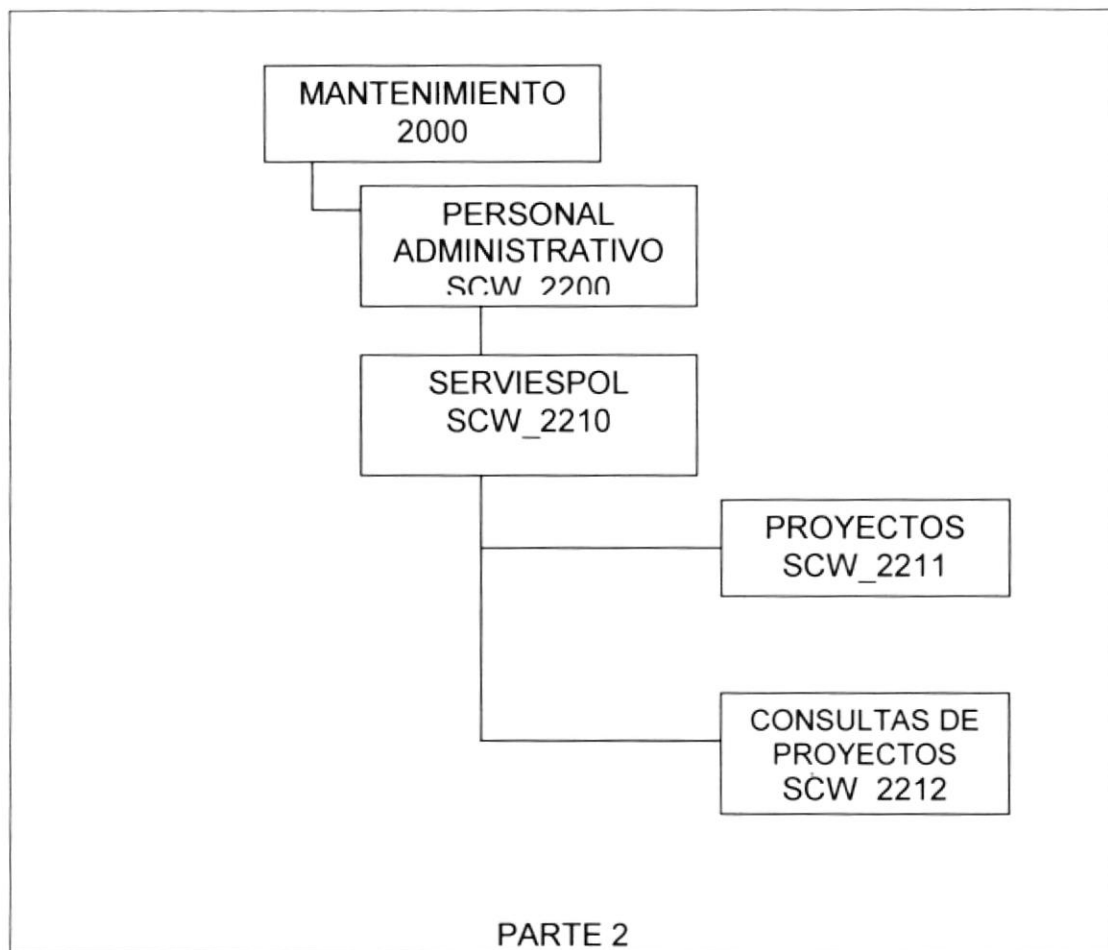 MANTENIMIENTO
2000
PERSONAL
ADMINISTRATIVO
SCW_2200
SERVIESPOL
SCW_2210
PROYECTOS
SCW_2211
CONSULTAS DE
PROYECTOS
SCW_2212
PARTE 2